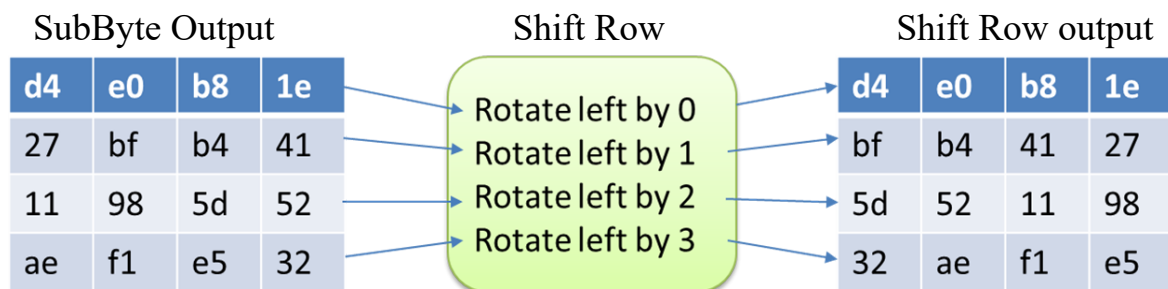 SubByte Output Shift Row Shift Row output
d4 e0 b8 1e d4 e0 b8 1e
Rotate left by 0
27 bf b4 41 Rotate left by 1 bf b4 41 27
11 98 5d 52 Rotate left by 2 5d 52 11 98
Rotate left by 3
ae f1 e5 32 32 ae f1 e5